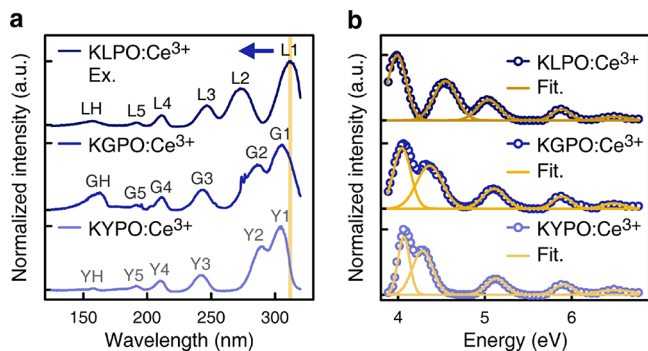 a
KLPO:Ce³⁺
Ex.
L1
L2
L3
L4
L5
LH
KGPO:Ce³⁺
G1
G2
G3
G4
G5
GH
KYPO:Ce³⁺
Y1
Y2
Y3
Y4
Y5
YH
Normalized intensity (a.u.)
100 150 200 250 300
Wavelength (nm)
b
KLPO:Ce³⁺
Fit.
KGPO:Ce³⁺
Fit.
KYPO:Ce³⁺
Fit.
Normalized intensity (a.u.)
4 5 6
Energy (eV)